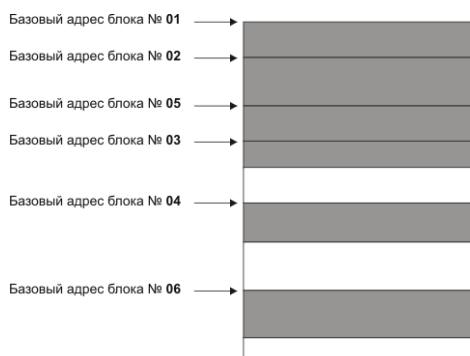 Базовый адрес блока № 01
Базовый адрес блока № 02
Базовый адрес блока № 05
Базовый адрес блока № 03
Базовый адрес блока № 04
Базовый адрес блока № 06